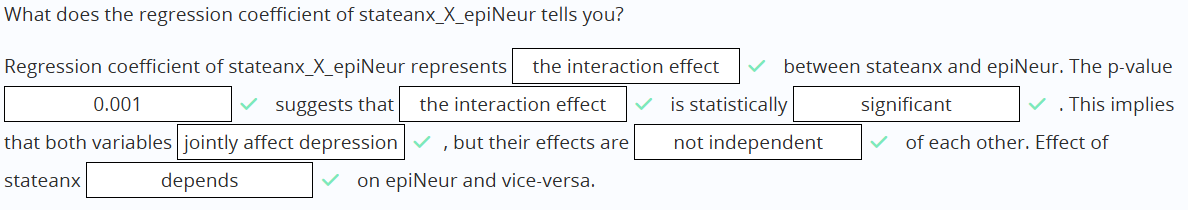 What does the regression coefficient of stateanx_X_epiNeur tells you?
Regression coefficient of stateanx_X_epiNeur represents the interaction effect between stateanx and epiNeur. The p-value
0.001 suggests that the interaction effect is statistically significant . This implies
that both variables jointly affect depression , but their effects are not independent of each other. Effect of
stateanx depends on epiNeur and vice-versa.